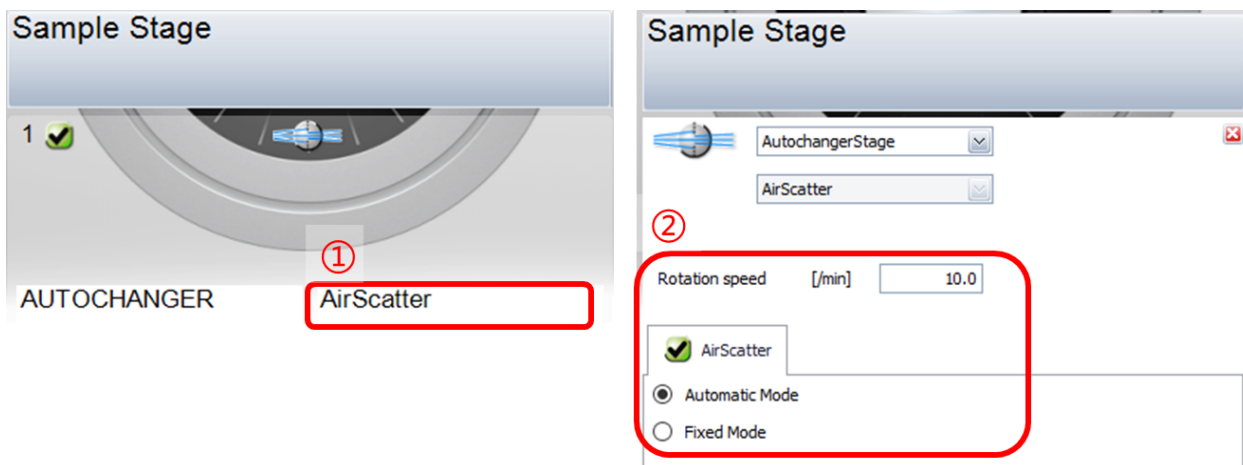 Sample Stage
1
①
AUTOCHANGER AirScatter
Sample Stage
AutochangerStage
AirScatter
②
Rotation speed [/min] 10.0
AirScatter
Automatic Mode
Fixed Mode